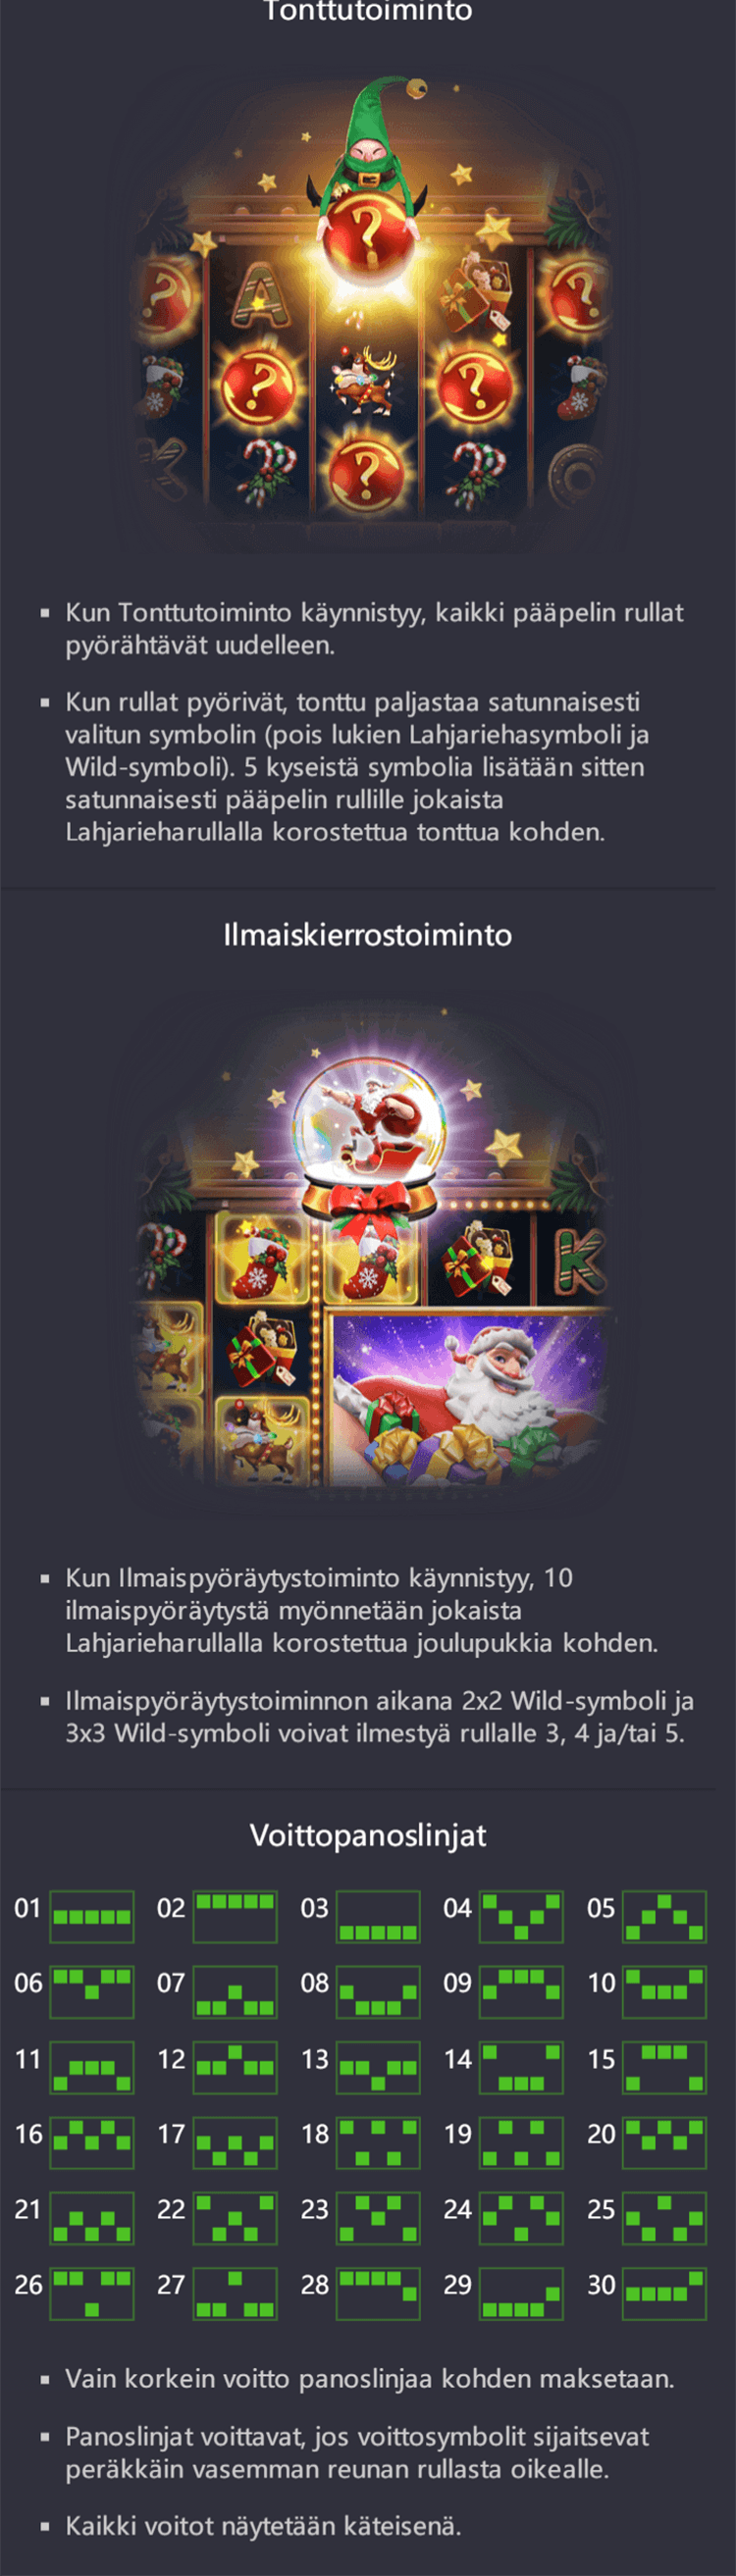 Tonttutoiminto
? ? A ?
? ?
K ?
Kun Tonttutoiminto käynnistyy, kaikki pääpelin rullat
pyörähtävät uudelleen.
Kun rullat pyörivät, tonttu paljastaa satunnaisesti
valitun symbolin (pois lukien Lahjariehasymboli ja
Wild-symboli). 5 kyseistä symbolia lisätään sitten
satunnaisesti pääpelin rullille jokaista
Lahjarieharullalla korostettua tonttua kohden.
Ilmaiskierrostoiminto
K
Kun Ilmaispyöräytystoiminto käynnistyy, 10
ilmaispyöräytystä myönnetään jokaista
Lahjarieharullalla korostettua joulupukkia kohden.
Ilmaispyöräytystoiminnon aikana 2x2 Wild-symboli ja
3x3 Wild-symboli voivat ilmestyä rullalle 3, 4 ja/tai 5.
Voittopanoslinjat
01 02 03 04 05
06 07 08 09 10
11 12 13 14 15
16 17 18 19 20
21 22 23 24 25
26 27 28 29 30
Vain korkein voitto panoslinjaa kohden maksetaan.
Panoslinjat voittavat, jos voittosymbolit sijaitsevat
peräkkäin vasemman reunan rullasta oikealle.
Kaikki voitot näytetään käteisenä.